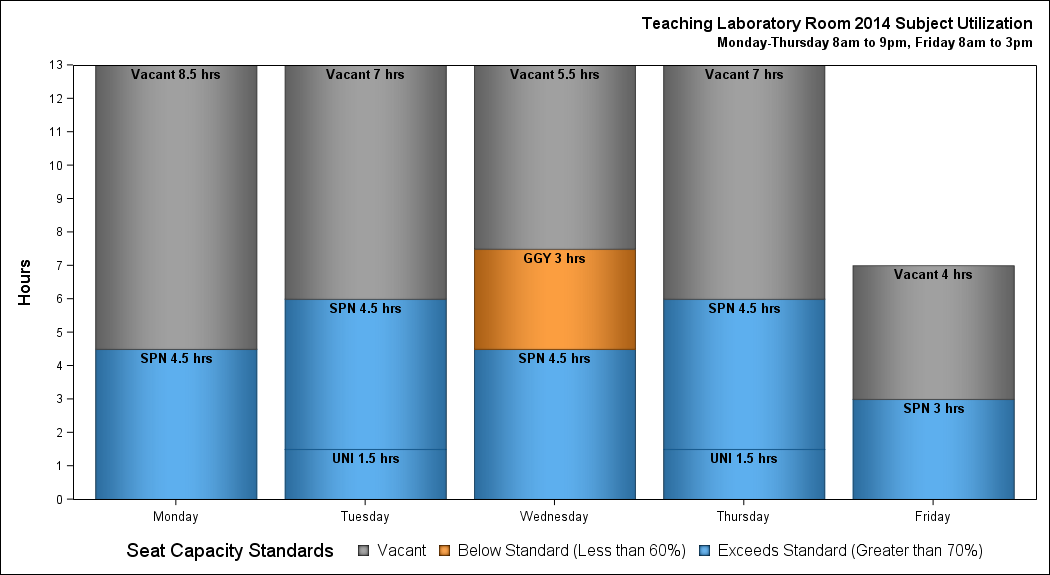 Teaching Laboratory Room 2014 Subject Utilization
Monday-Thursday 8am to 9pm, Friday 8am to 3pm
Hours
13
12
11
10
9
8
7
6
5
4
3
2
1
0
Vacant 8.5 hrs
SPN 4.5 hrs
Vacant 7 hrs
SPN 4.5 hrs
UNI 1.5 hrs
Vacant 5.5 hrs
GGY 3 hrs
SPN 4.5 hrs
Vacant 7 hrs
SPN 4.5 hrs
UNI 1.5 hrs
Vacant 4 hrs
SPN 3 hrs
Monday Tuesday Wednesday Thursday Friday
Seat Capacity Standards Vacant Below Standard (Less than 60%) Exceeds Standard (Greater than 70%)